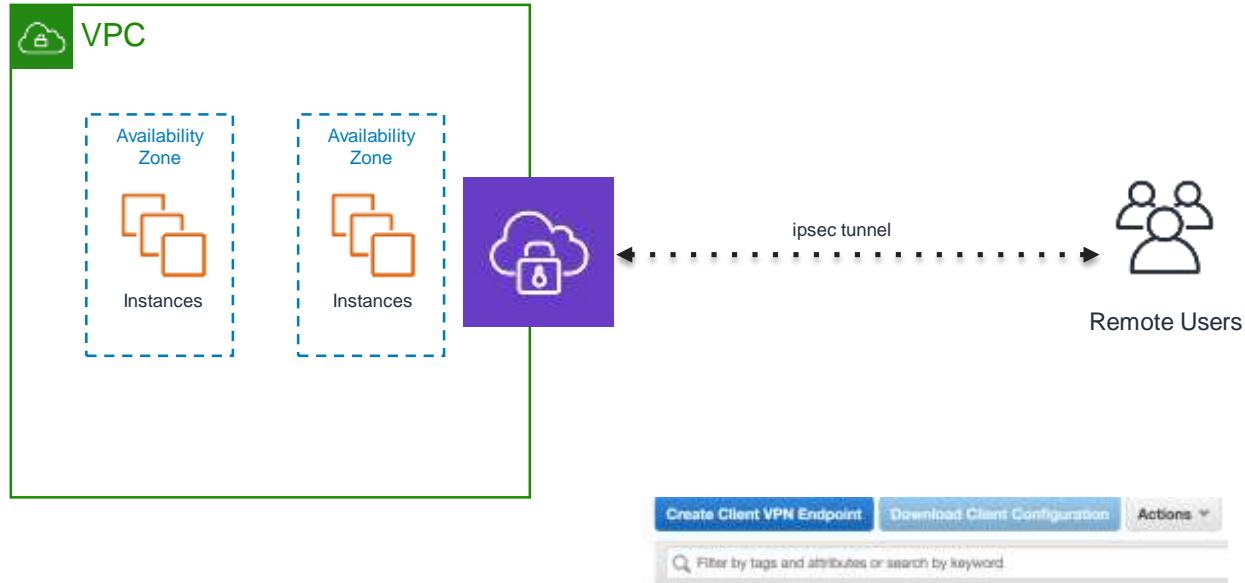 VPC
Availability
Zone
Availability
Zone
Instances
Instances
ipsec tunnel
Remote Users
Create Client VPN Endpoint
Download Client Configuration
Actions
Filter by tags and attributes or search by keyword